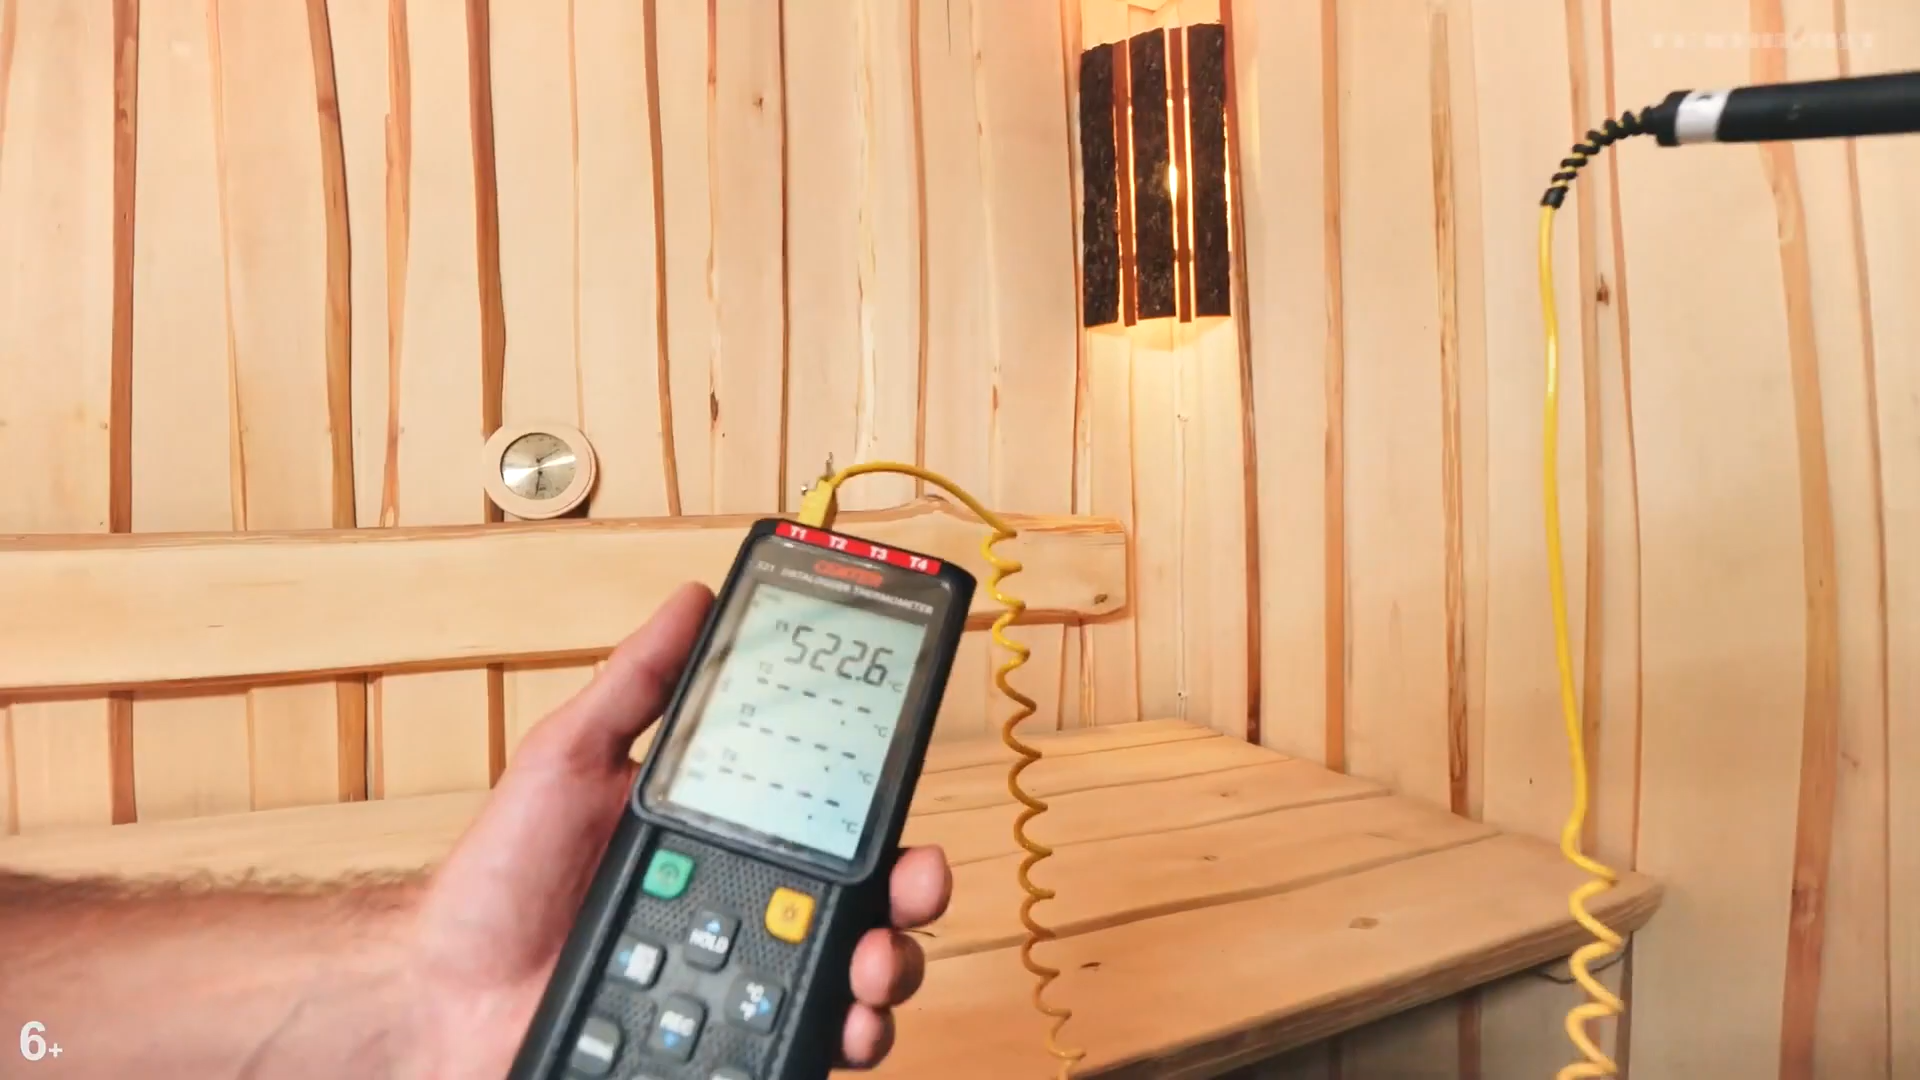 T1 T2 T3 T4
CENTER
521 DATALOGGER THERMOMETER
T1 522.6 °C
T2 °C
T3 °C
T4 °C
HOLD
°C
°F
REC
6+